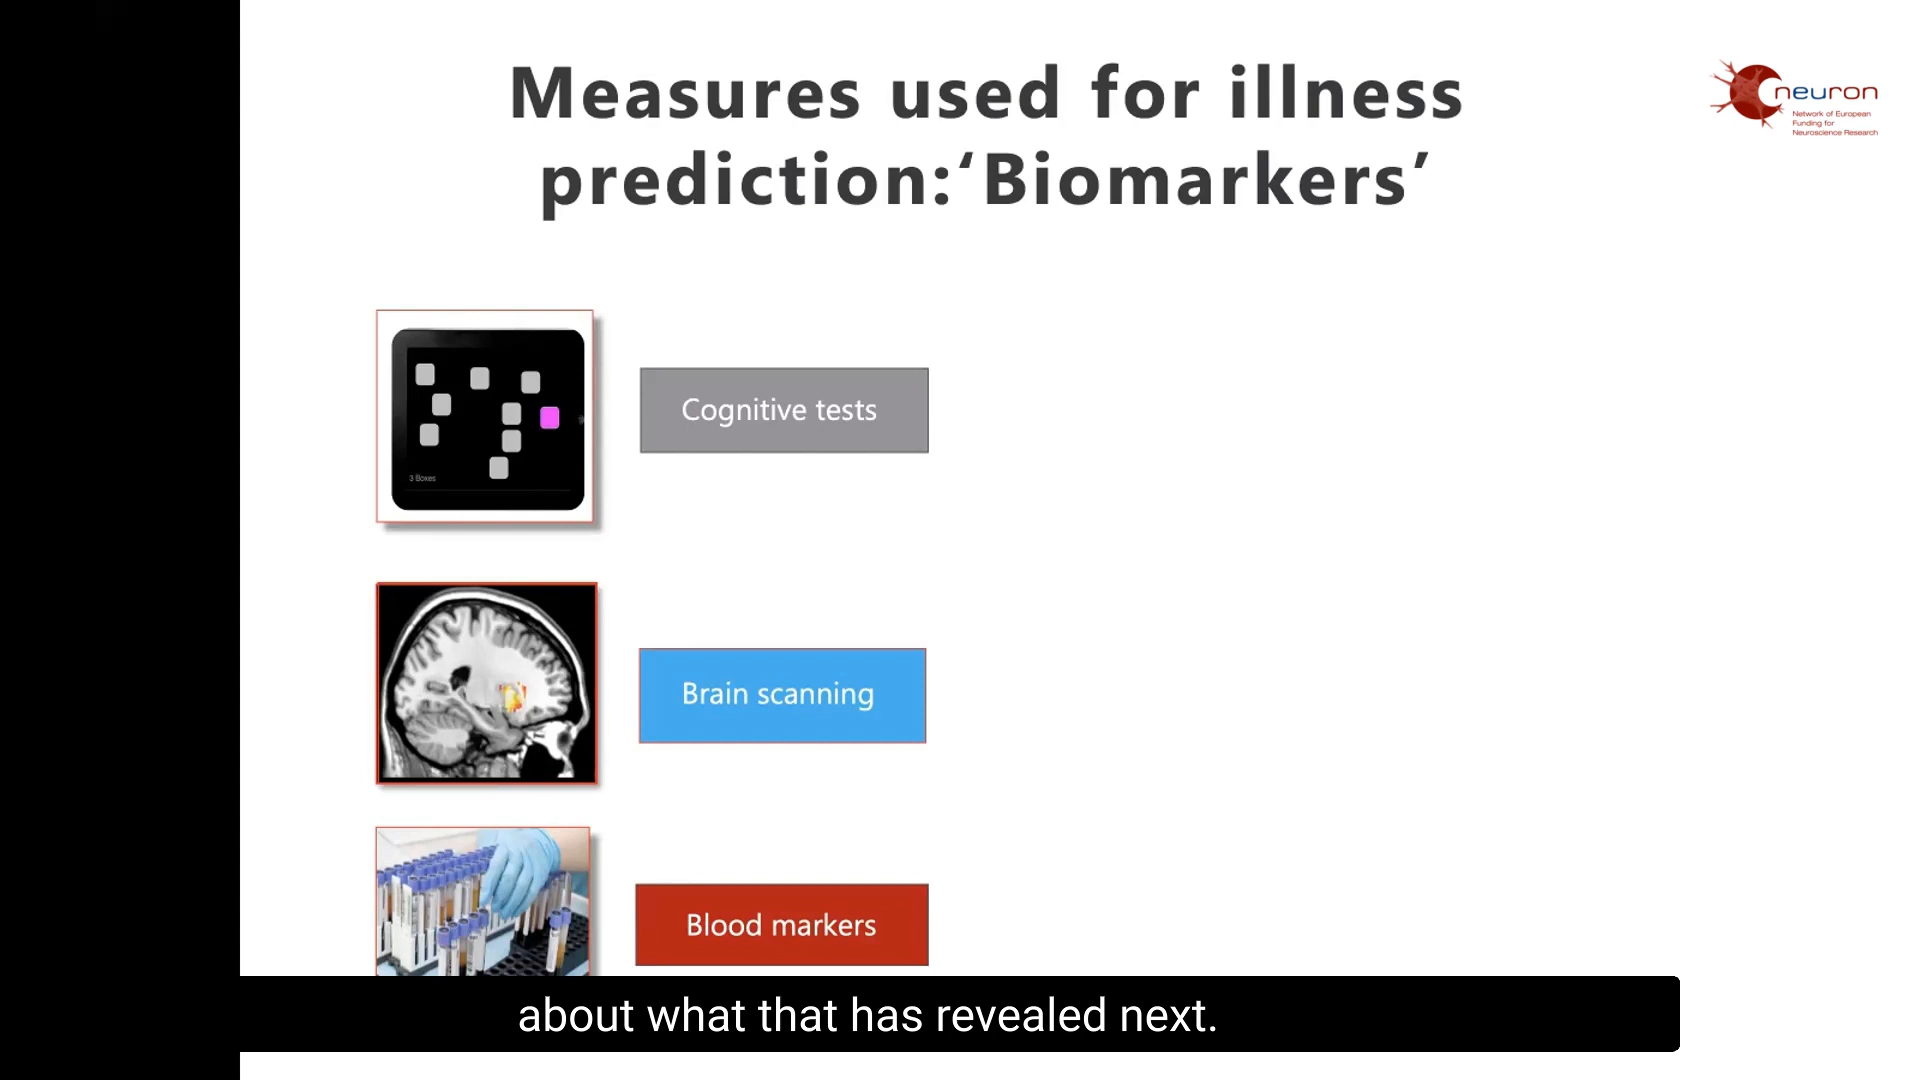 Measures used for illness
prediction:‘Biomarkers’
neuron
Network of European
Funding for
Neuroscience Research
3 Boxes
Cognitive tests
Brain scanning
Blood markers
about what that has revealed next.